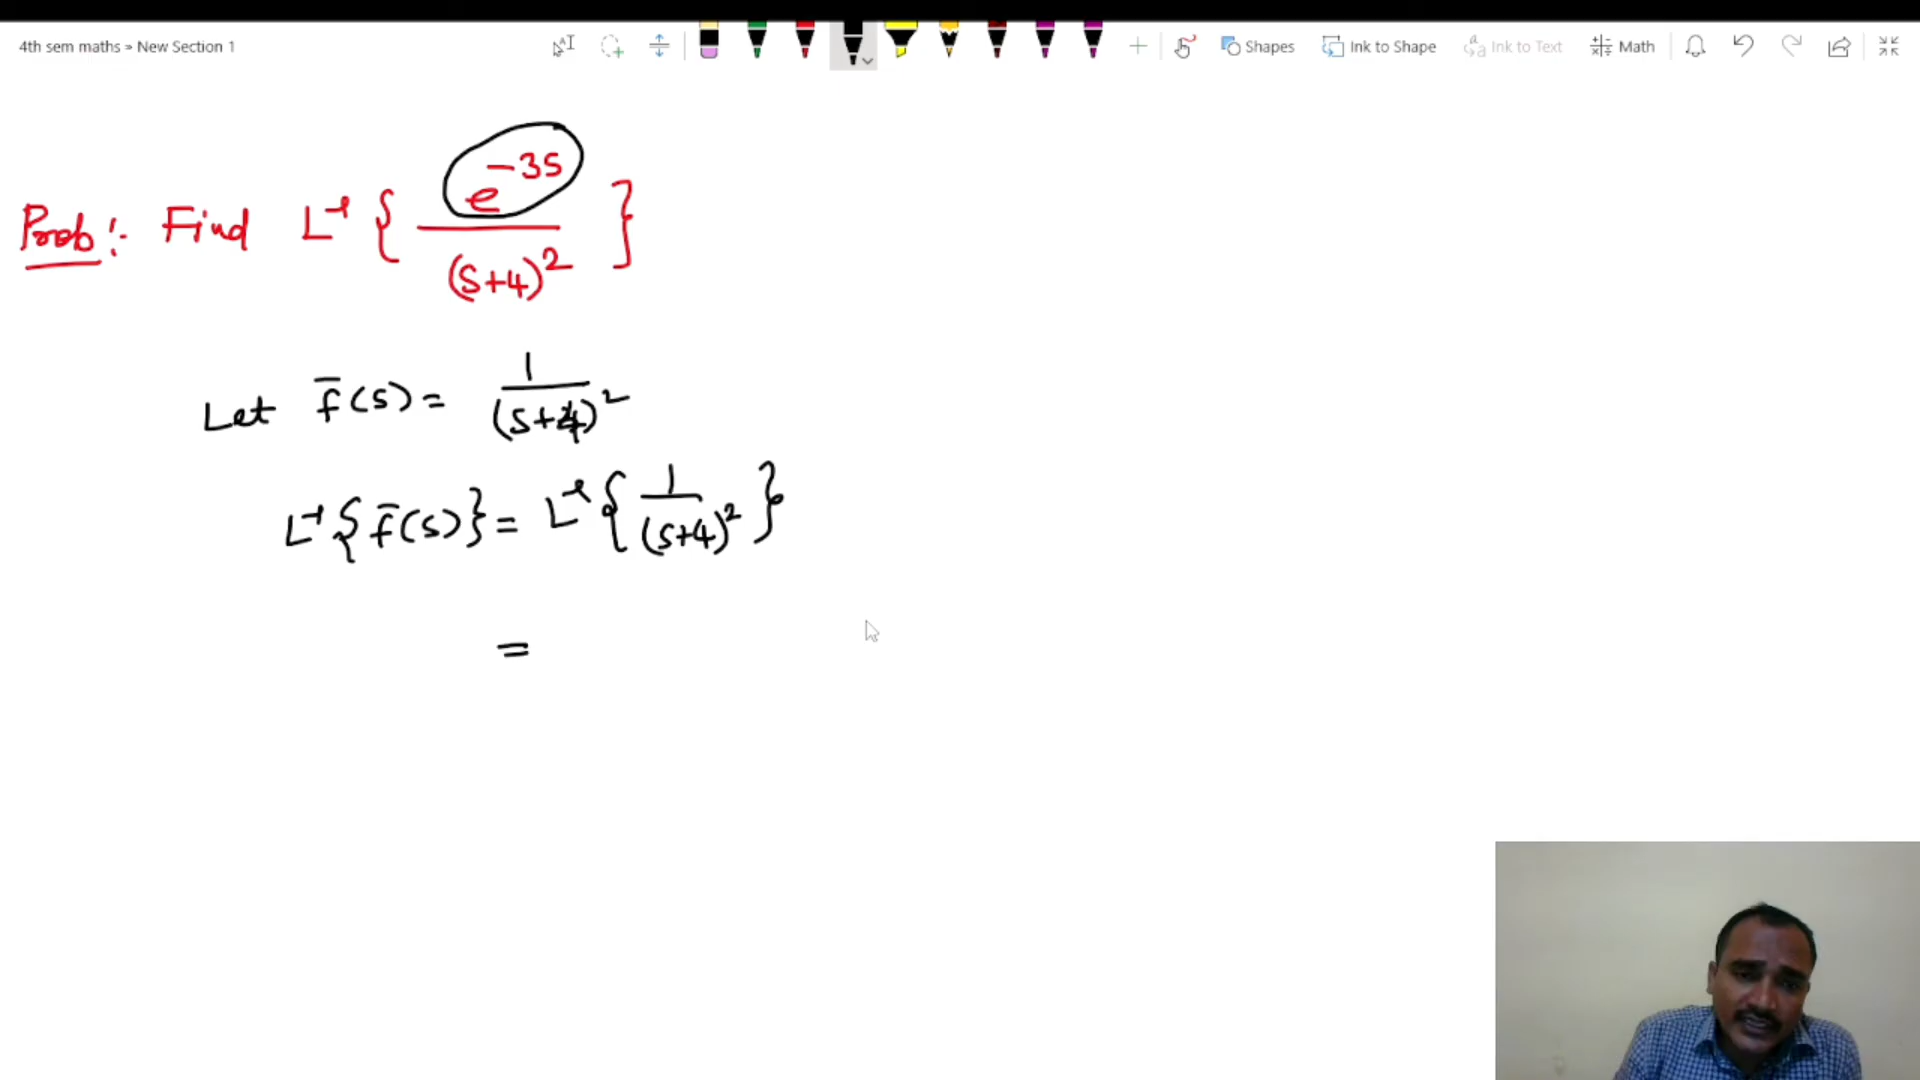 4th sem maths » New Section 1
Shapes
Ink to Shape
Ink to Text
Math
Prob:- Find L⁻¹ { e^(-3s) / (s+4)² }
Let f̄(s) = 1 / (s+4)²
L⁻¹{f̄(s)} = L⁻¹{ 1 / (s+4)² }
=